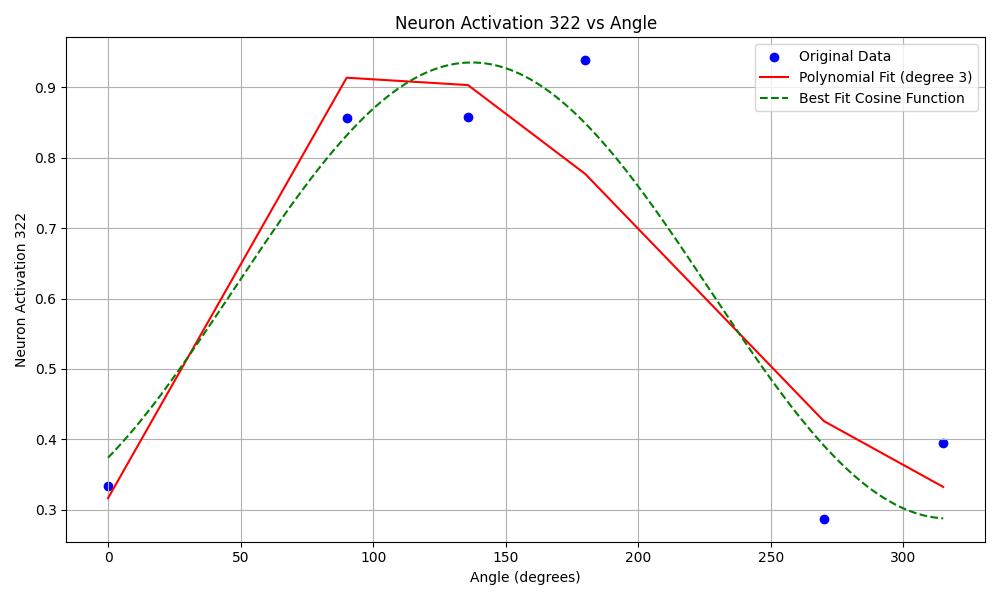 Neuron Activation 322 vs Angle
Original Data
Polynomial Fit (degree 3)
Best Fit Cosine Function
Neuron Activation 322
0.9
0.8
0.7
0.6
0.5
0.4
0.3
0 50 100 150 200 250 300
Angle (degrees)